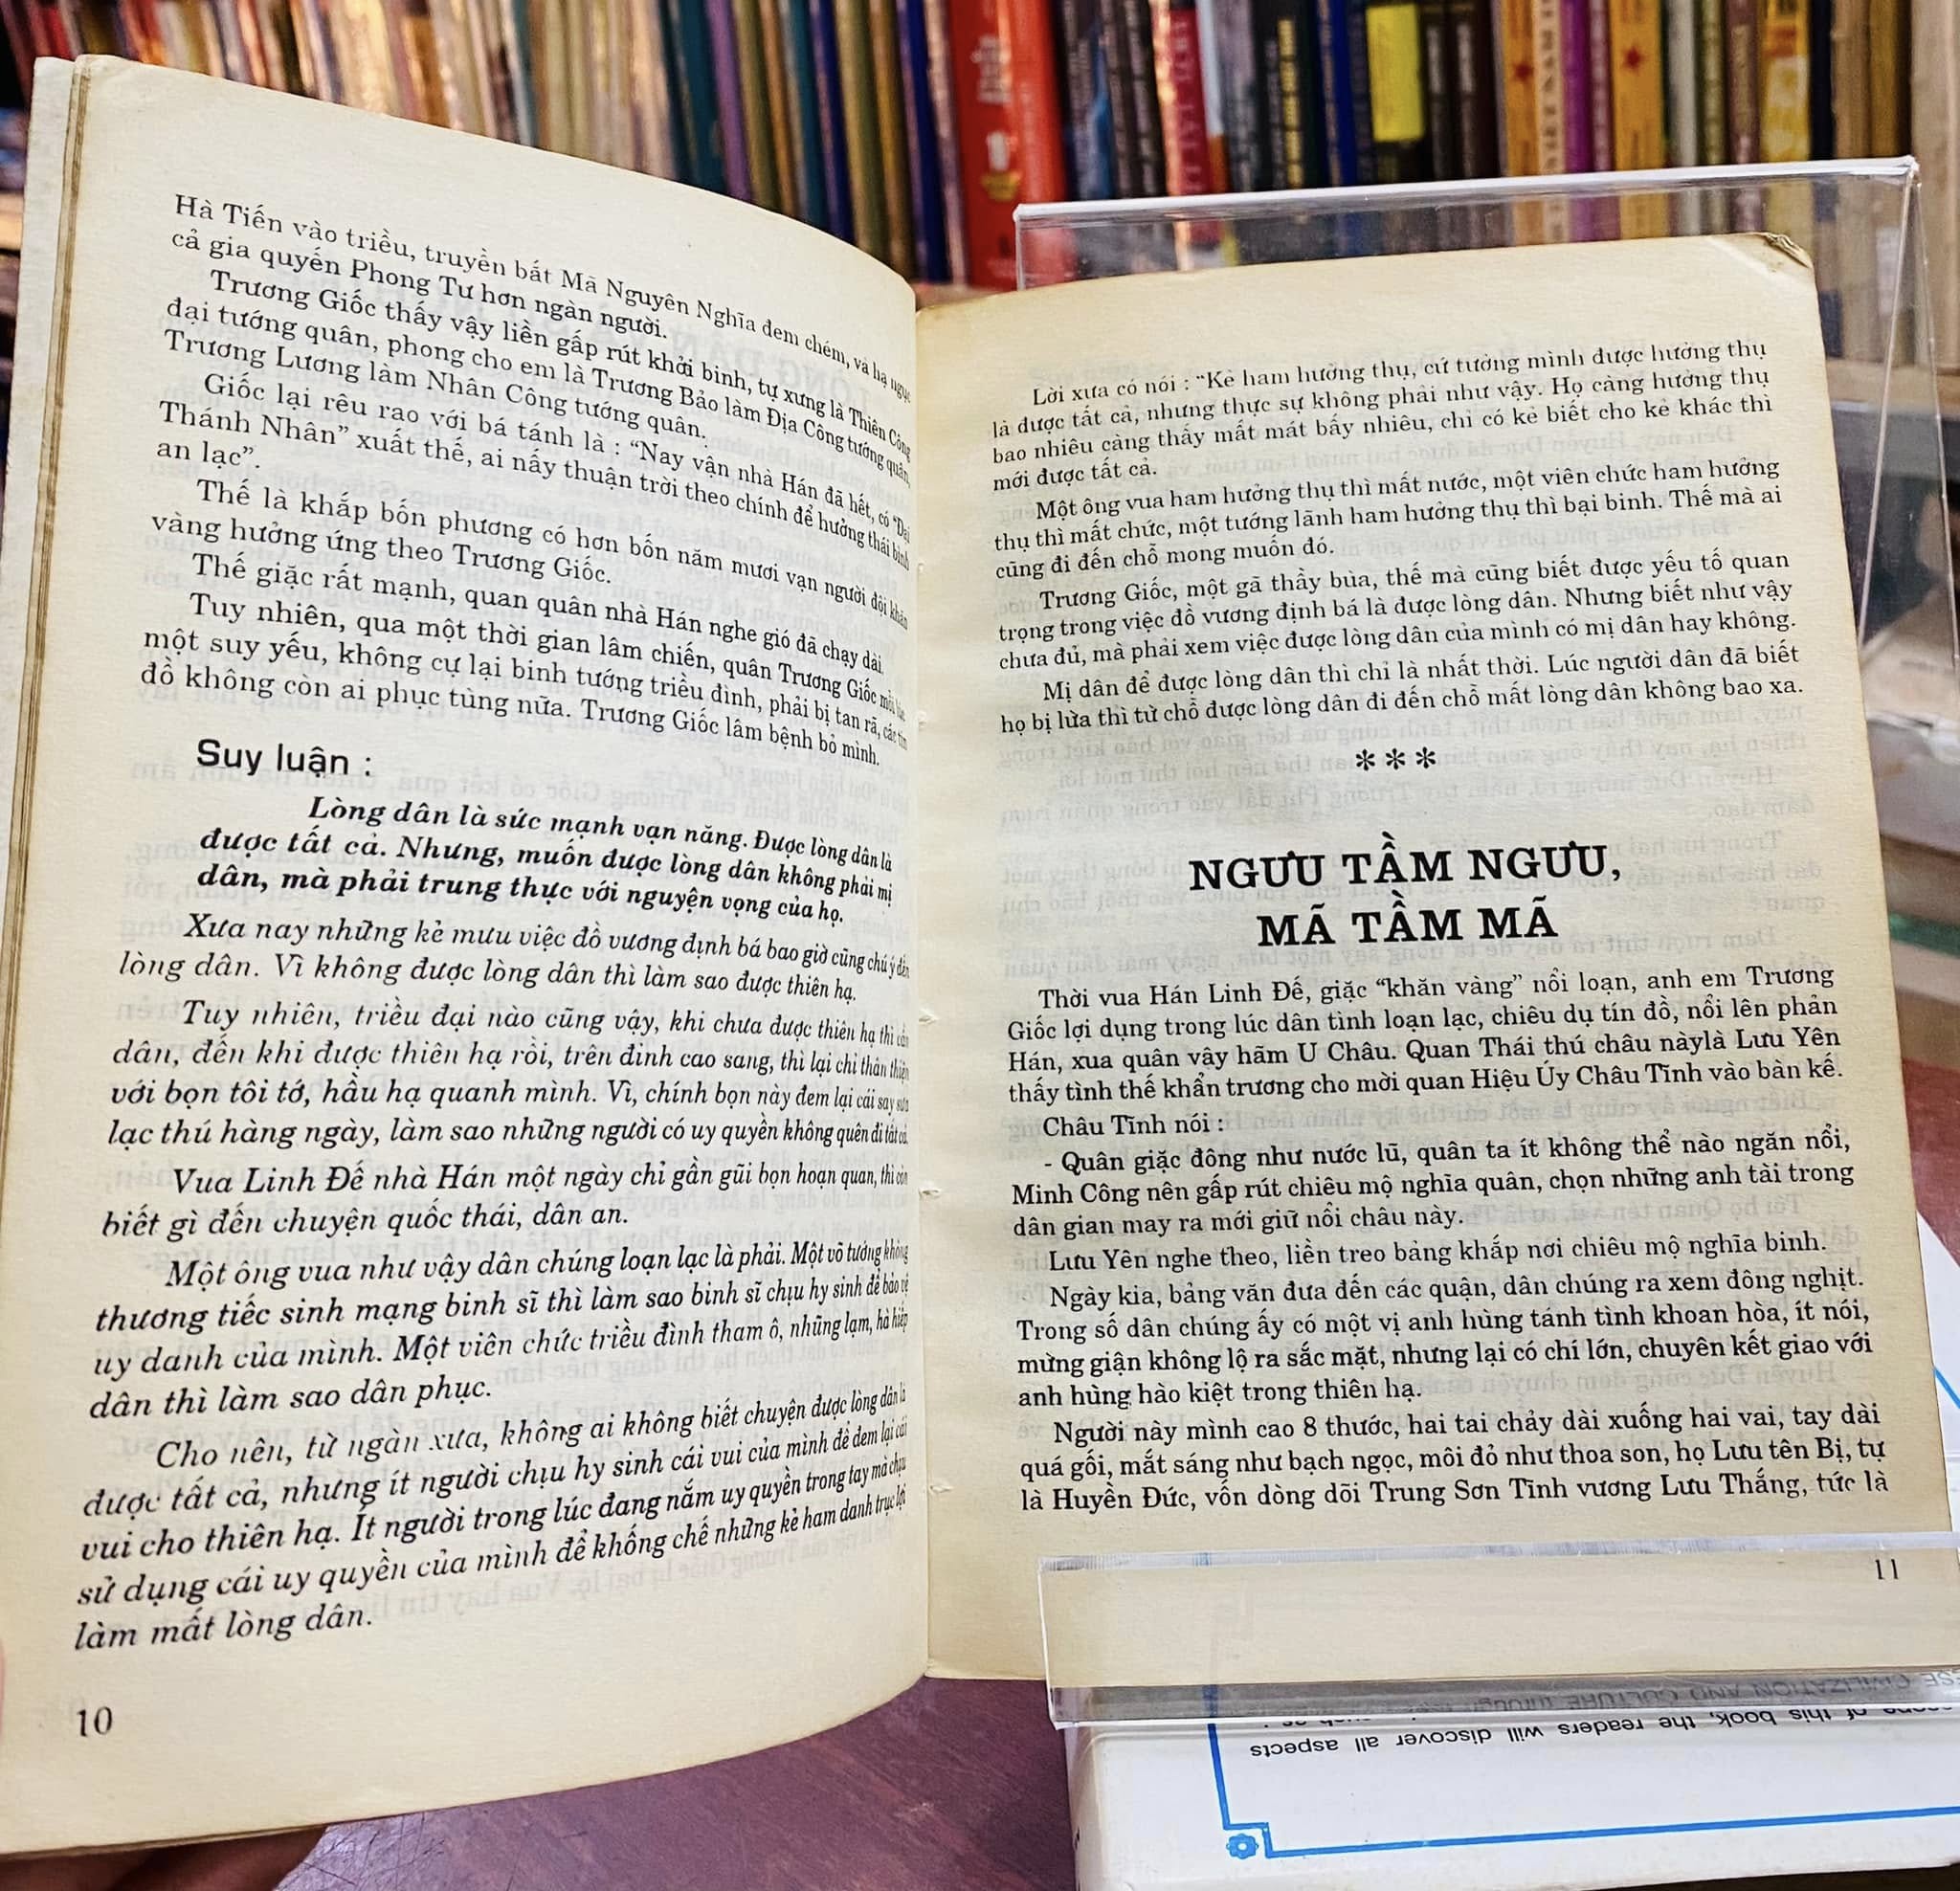 Hà Tiến vào triều, truyền bắt Mã Nguyên Nghĩa đem chém, và hạ ngục
cả gia quyến Phong Tư hơn ngàn người.
Trương Giốc thấy vậy liền gấp rút khởi binh, tự xưng là Thiên Công
đại tướng quân, phong cho em là Trương Bảo làm Địa Công tướng quân,
Trương Lương làm Nhân Công tướng quân.
Giốc lại rêu rao với bá tánh là : “Nay vận nhà Hán đã hết, có “Đại
Thánh Nhân” xuất thế, ai nấy thuận trời theo chính để hưởng thái bình
an lạc”.
Thế là khắp bốn phương có hơn bốn năm mươi vạn người đội khăn
vàng hưởng ứng theo Trương Giốc.
Thế giặc rất mạnh, quan quân nhà Hán nghe gió đã chạy dài.
Tuy nhiên, qua một thời gian lâm chiến, quân Trương Giốc mỗi lúc
một suy yếu, không cự lại binh tướng triều đình, phải bị tan rã, các tín
đồ không còn ai phục tùng nữa. Trương Giốc lâm bệnh bỏ mình.
Suy luận :
Lòng dân là sức mạnh vạn năng. Được lòng dân là
được tất cả. Nhưng, muốn được lòng dân không phải mị
dân, mà phải trung thực với nguyện vọng của họ.
Xưa nay những kẻ mưu việc đồ vương định bá bao giờ cũng chú ý đến
lòng dân. Vì không được lòng dân thì làm sao được thiên hạ.
Tuy nhiên, triều đại nào cũng vậy, khi chưa được thiên hạ thì cần
dân, đến khi được thiên hạ rồi, trên đỉnh cao sang, thì lại chỉ thân thiện
với bọn tôi tớ, hầu hạ quanh mình. Vì, chính bọn này đem lại cái say sưa
lạc thú hàng ngày, làm sao những người có uy quyền không quên đi tất cả.
Vua Linh Đế nhà Hán một ngày chỉ gần gũi bọn hoạn quan, thì còn
biết gì đến chuyện quốc thái, dân an.
Một ông vua như vậy dân chúng loạn lạc là phải. Một võ tướng không
thương tiếc sinh mạng binh sĩ thì làm sao binh sĩ chịu hy sinh để bảo vệ
uy danh của mình. Một viên chức triều đình tham ô, nhũng lạm, hà hiếp
dân thì làm sao dân phục.
Cho nên, từ ngàn xưa, không ai không biết chuyện được lòng dân là
được tất cả, nhưng ít người chịu hy sinh cái vui của mình để đem lại cái
vui cho thiên hạ. Ít người trong lúc đang nắm uy quyền trong tay mà chịu
sử dụng cái uy quyền của mình để khống chế những kẻ ham danh trục lợi
làm mất lòng dân.
10
Lời xưa có nói : “Kẻ ham hưởng thụ, cứ tưởng mình được hưởng thụ
là được tất cả, nhưng thực sự không phải như vậy. Họ càng hưởng thụ
bao nhiêu càng thấy mất mát bấy nhiêu, chỉ có kẻ biết cho kẻ khác thì
mới được tất cả.
Một ông vua ham hưởng thụ thì mất nước, một viên chức ham hưởng
thụ thì mất chức, một tướng lãnh ham hưởng thụ thì bại binh. Thế mà ai
cũng đi đến chỗ mong muốn đó.
Trương Giốc, một gã thầy bùa, thế mà cũng biết được yếu tố quan
trọng trong việc đồ vương định bá là được lòng dân. Nhưng biết như vậy
chưa đủ, mà phải xem việc được lòng dân của mình có mị dân hay không.
Mị dân để được lòng dân thì chỉ là nhất thời. Lúc người dân đã biết
họ bị lừa thì từ chỗ được lòng dân đi đến chỗ mất lòng dân không bao xa.
***
NGƯU TẦM NGƯU,
MÃ TẦM MÃ
Thời vua Hán Linh Đế, giặc “khăn vàng” nổi loạn, anh em Trương
Giốc lợi dụng trong lúc dân tình loạn lạc, chiêu dụ tín đồ, nổi lên phản
Hán, xua quân vây hãm U Châu. Quan Thái thú châu nàylà Lưu Yên
thấy tình thế khẩn trương cho mời quan Hiệu Úy Châu Tĩnh vào bàn kế.
Châu Tĩnh nói :
- Quân giặc đông như nước lũ, quân ta ít không thể nào ngăn nổi,
Minh Công nên gấp rút chiêu mộ nghĩa quân, chọn những anh tài trong
dân gian may ra mới giữ nổi châu này.
Lưu Yên nghe theo, liền treo bảng khắp nơi chiêu mộ nghĩa binh.
Ngày kia, bảng văn đưa đến các quận, dân chúng ra xem đông nghịt.
Trong số dân chúng ấy có một vị anh hùng tánh tình khoan hòa, ít nói,
mừng giận không lộ ra sắc mặt, nhưng lại có chí lớn, chuyên kết giao với
anh hùng hào kiệt trong thiên hạ.
Người này mình cao 8 thước, hai tai chảy dài xuống hai vai, tay dài
quá gối, mắt sáng như bạch ngọc, môi đỏ như thoa son, họ Lưu tên Bị, tự
là Huyền Đức, vốn dòng dõi Trung Sơn Tĩnh vương Lưu Thắng, tức là
11
CIVILIZATION AND CULTURE through
of this book, the readers will discover all aspects